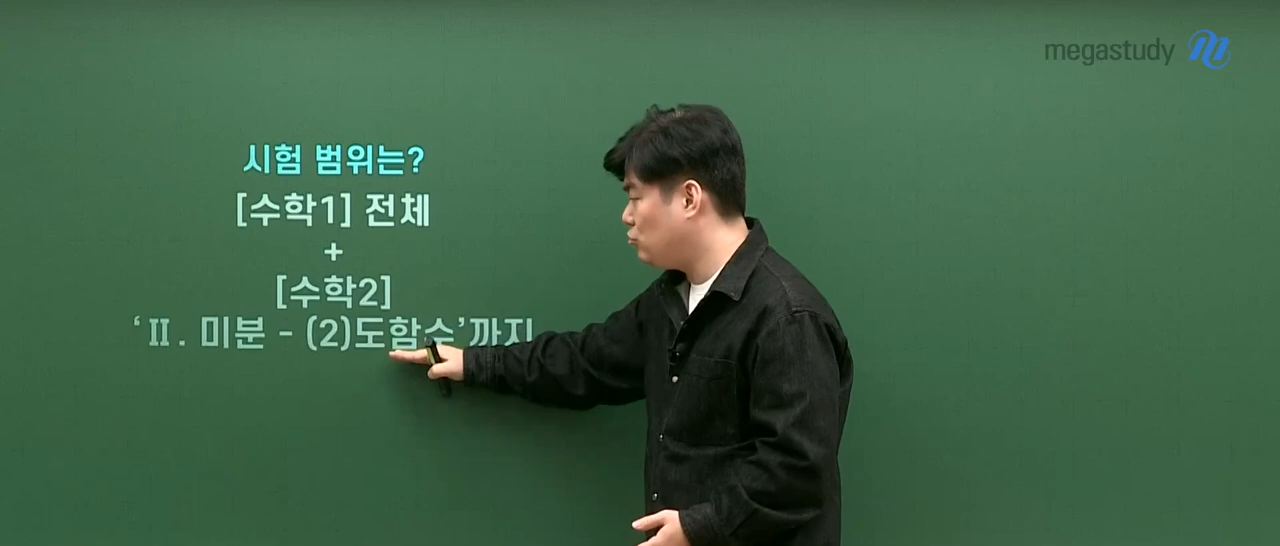 megastudy
시험 범위는?
[수학1] 전체
+
[수학2]
‘Ⅱ. 미분 - (2)도함수’까지